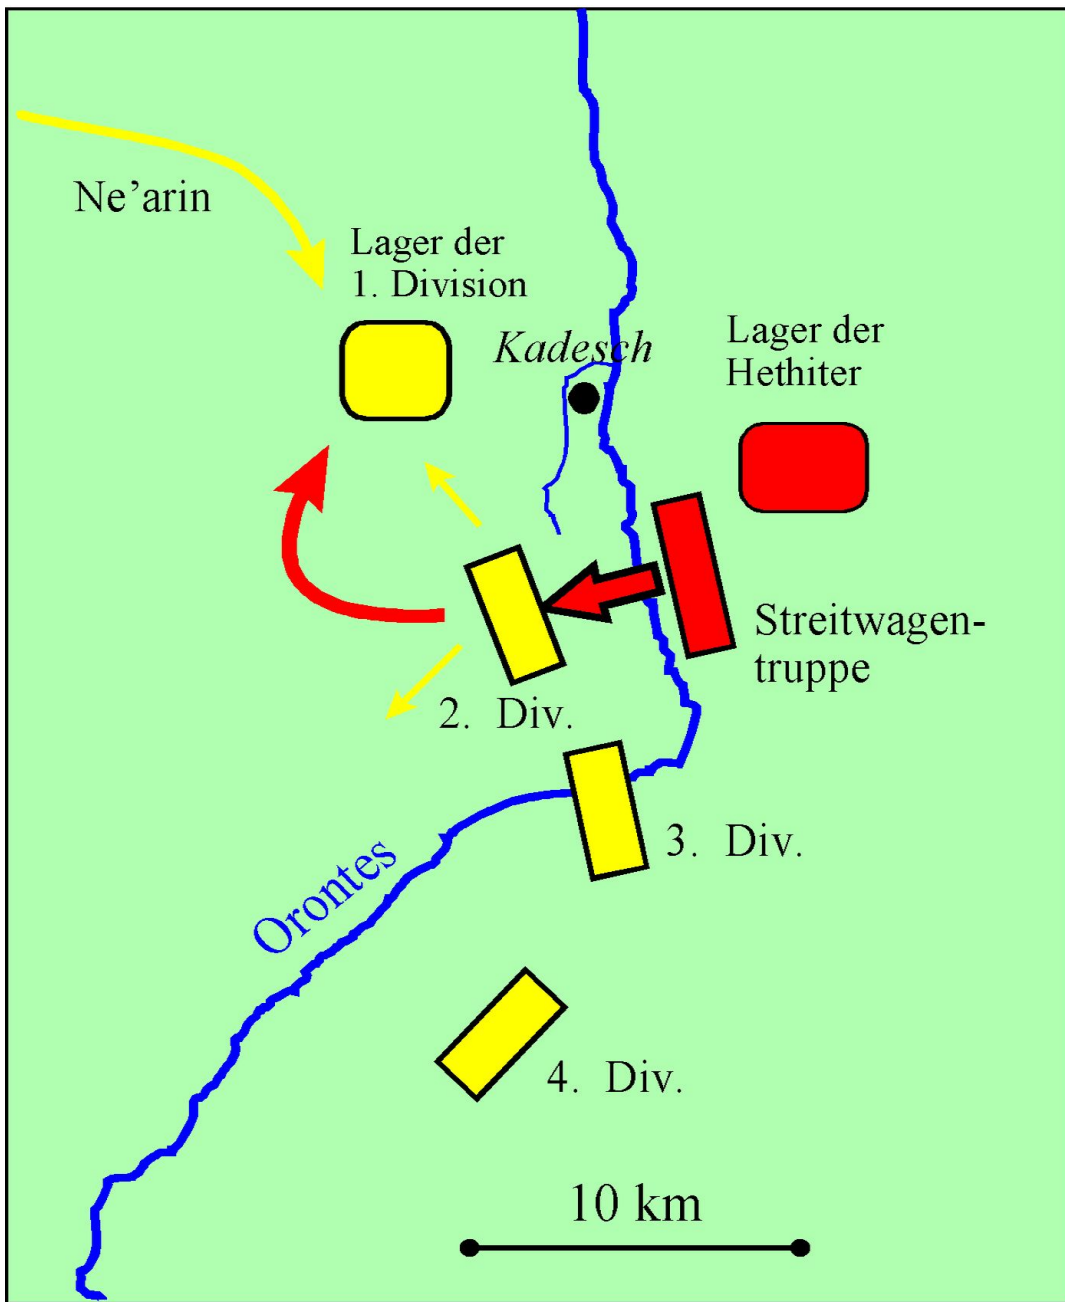 Ne’arin
Lager der
1. Division
Kadesch
Lager der
Hethiter
Streitwagen-
truppe
2. Div.
3. Div.
Orontes
4. Div.
10 km